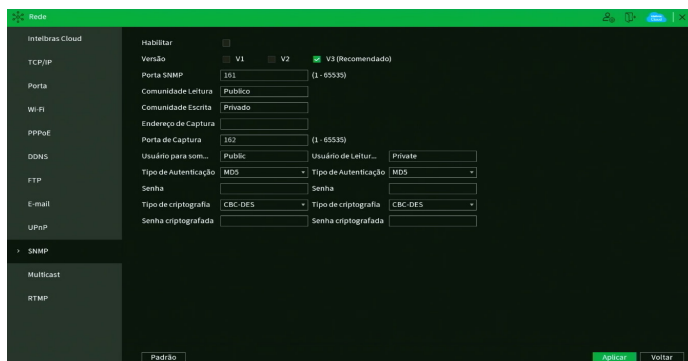 Rede
Intelbras Cloud
TCP/IP
Porta
Wi-Fi
PPPoE
DDNS
FTP
E-mail
UPnP
SNMP
Multicast
RTMP
Habilitar
Versão V1 V2 V3 (Recomendado)
Porta SNMP 161 (1 - 65535)
Comunidade Leitura Publico
Comunidade Escrita Privado
Endereço de Captura
Porta de Captura 162 (1 - 65535)
Usuário para som... Public Usuário de Leitur... Private
Tipo de Autenticação MD5 Tipo de Autenticação MD5
Senha Senha
Tipo de criptografia CBC-DES Tipo de criptografia CBC-DES
Senha criptografada Senha criptografada
Padrão Aplicar Voltar